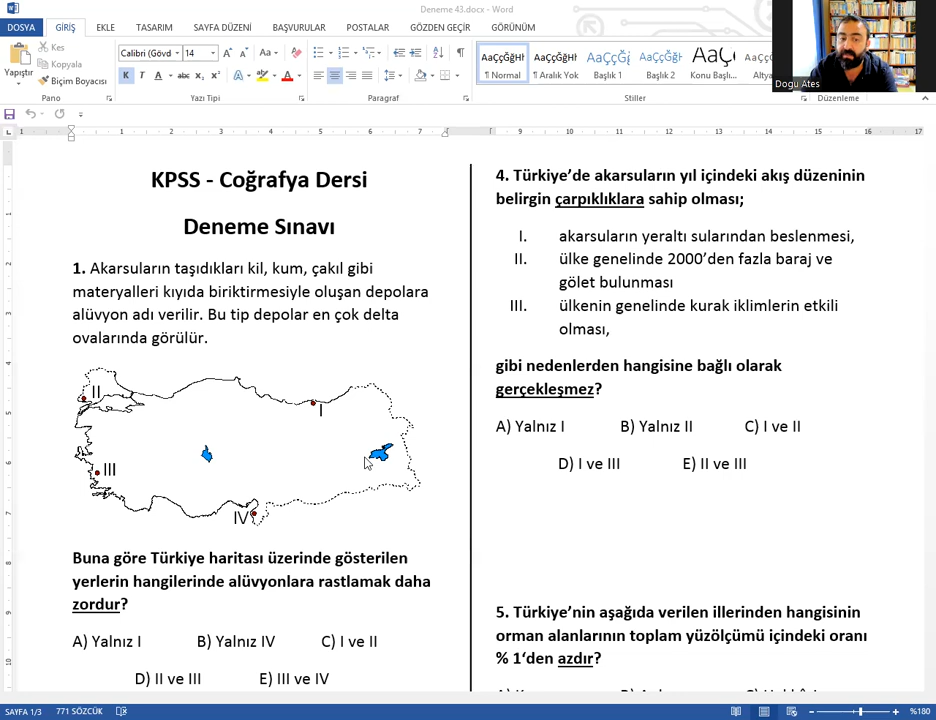 Deneme 43.docx - Word
DOSYA GİRİŞ EKLE TASARIM SAYFA DÜZENİ BAŞVURULAR POSTALAR GÖZDEN GEÇİR GÖRÜNÜM
Yapıştır
Kes
Kopyala
Biçim Boyacısı
Calibri (Gövd 14
Pano Yazı Tipi Paragraf Stiller Düzenleme
AaÇçĞğHł AaÇçĞğHł AaÇçĞğ AaÇçĞğ AaÇç AaÇçĞ
¶ Normal ¶ Aralık Yok Başlık 1 Başlık 2 Konu Başl... Altya
Dogu Ates
KPSS - Coğrafya Dersi
Deneme Sınavı
1. Akarsuların taşıdıkları kil, kum, çakıl gibi
materyalleri kıyıda biriktirmesiyle oluşan depolara
alüvyon adı verilir. Bu tip depolar en çok delta
ovalarında görülür.
II
I
III
IV
Buna göre Türkiye haritası üzerinde gösterilen
yerlerin hangilerinde alüvyonlara rastlamak daha
zordur?
A) Yalnız I B) Yalnız IV C) I ve II
D) II ve III E) III ve IV
4. Türkiye’de akarsuların yıl içindeki akış düzeninin
belirgin çarpıklıklara sahip olması;
I. akarsuların yeraltı sularından beslenmesi,
II. ülke genelinde 2000’den fazla baraj ve
gölet bulunması
III. ülkenin genelinde kurak iklimlerin etkili
olması,
gibi nedenlerden hangisine bağlı olarak
gerçekleşmez?
A) Yalnız I B) Yalnız II C) I ve II
D) I ve III E) II ve III
5. Türkiye’nin aşağıda verilen illerinden hangisinin
orman alanlarının toplam yüzölçümü içindeki oranı
% 1‘den azdır?
SAYFA 1/3 771 SÖZCÜK
%180